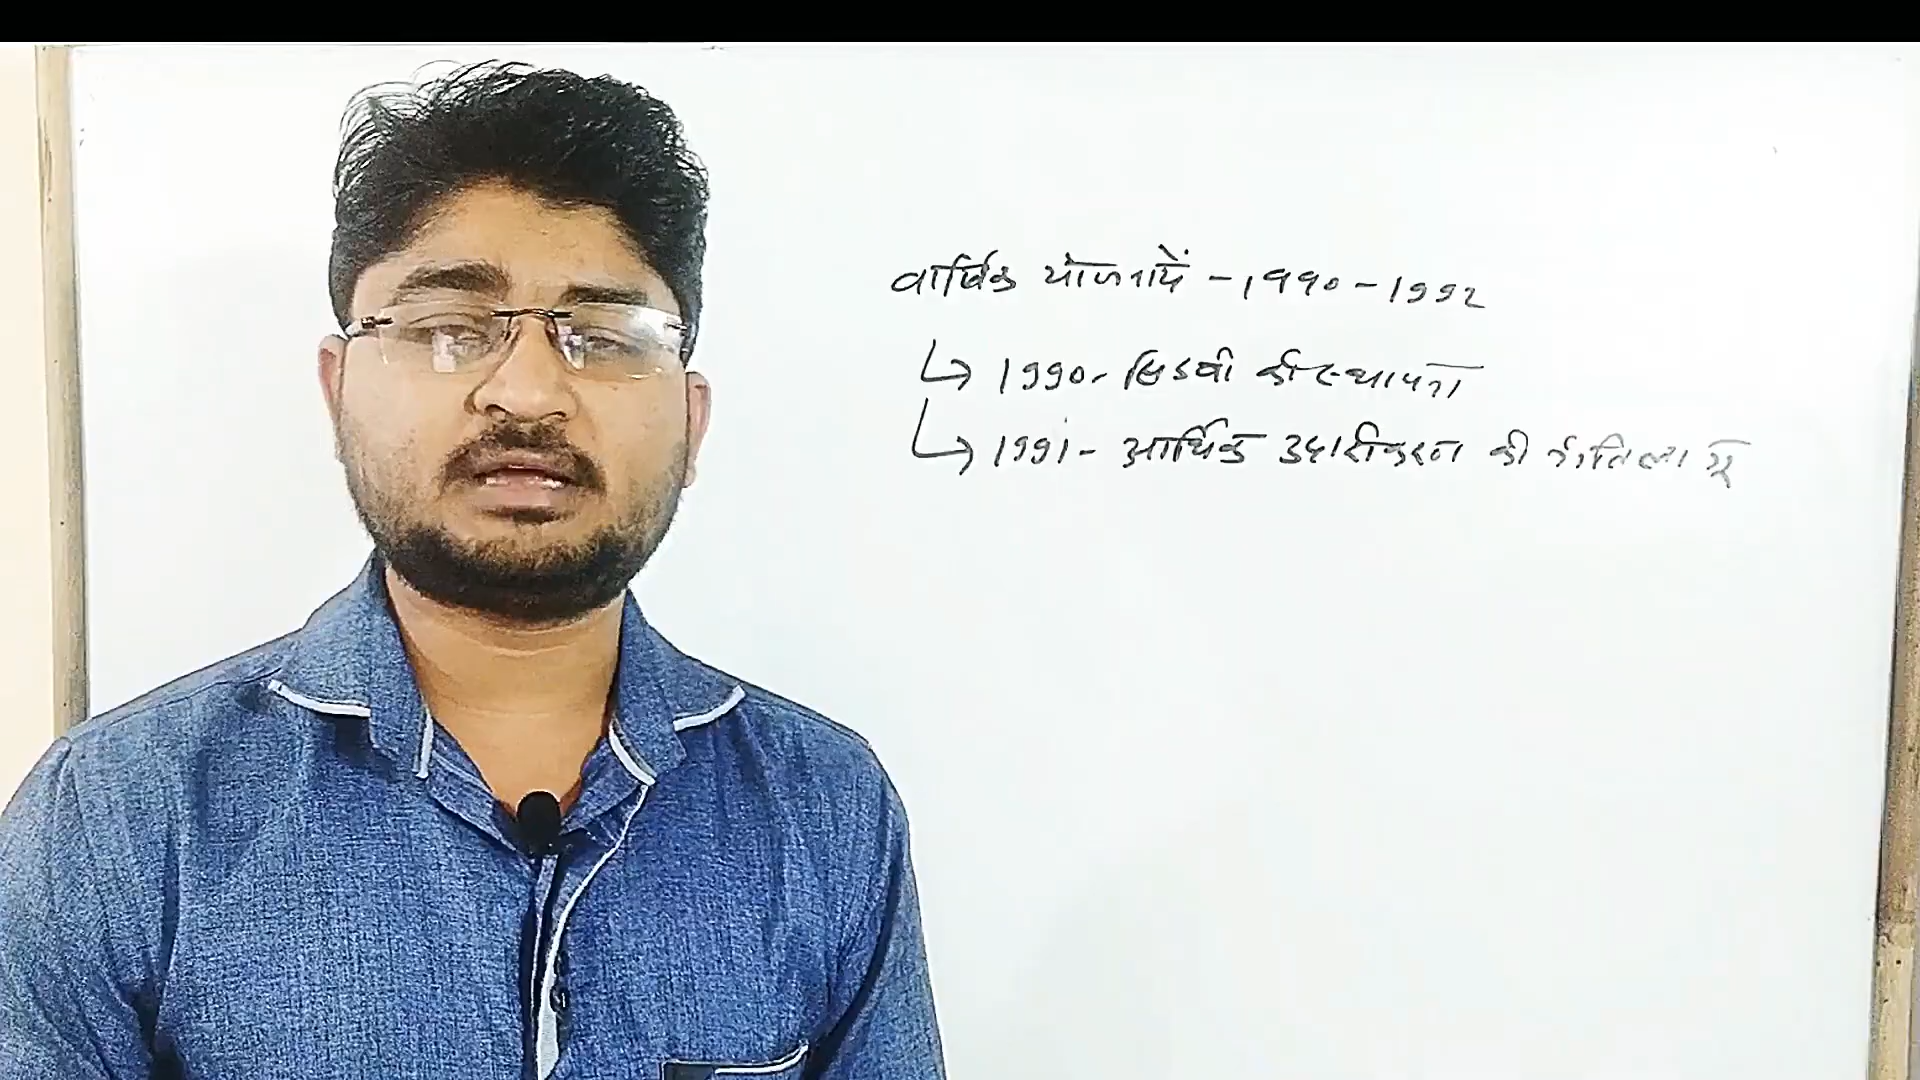 वार्षिक योजनायें - 1990 - 1992
↳ 1990 - सिडबी की स्थापना
↳ 1991 - आर्थिक उदारीकरण की